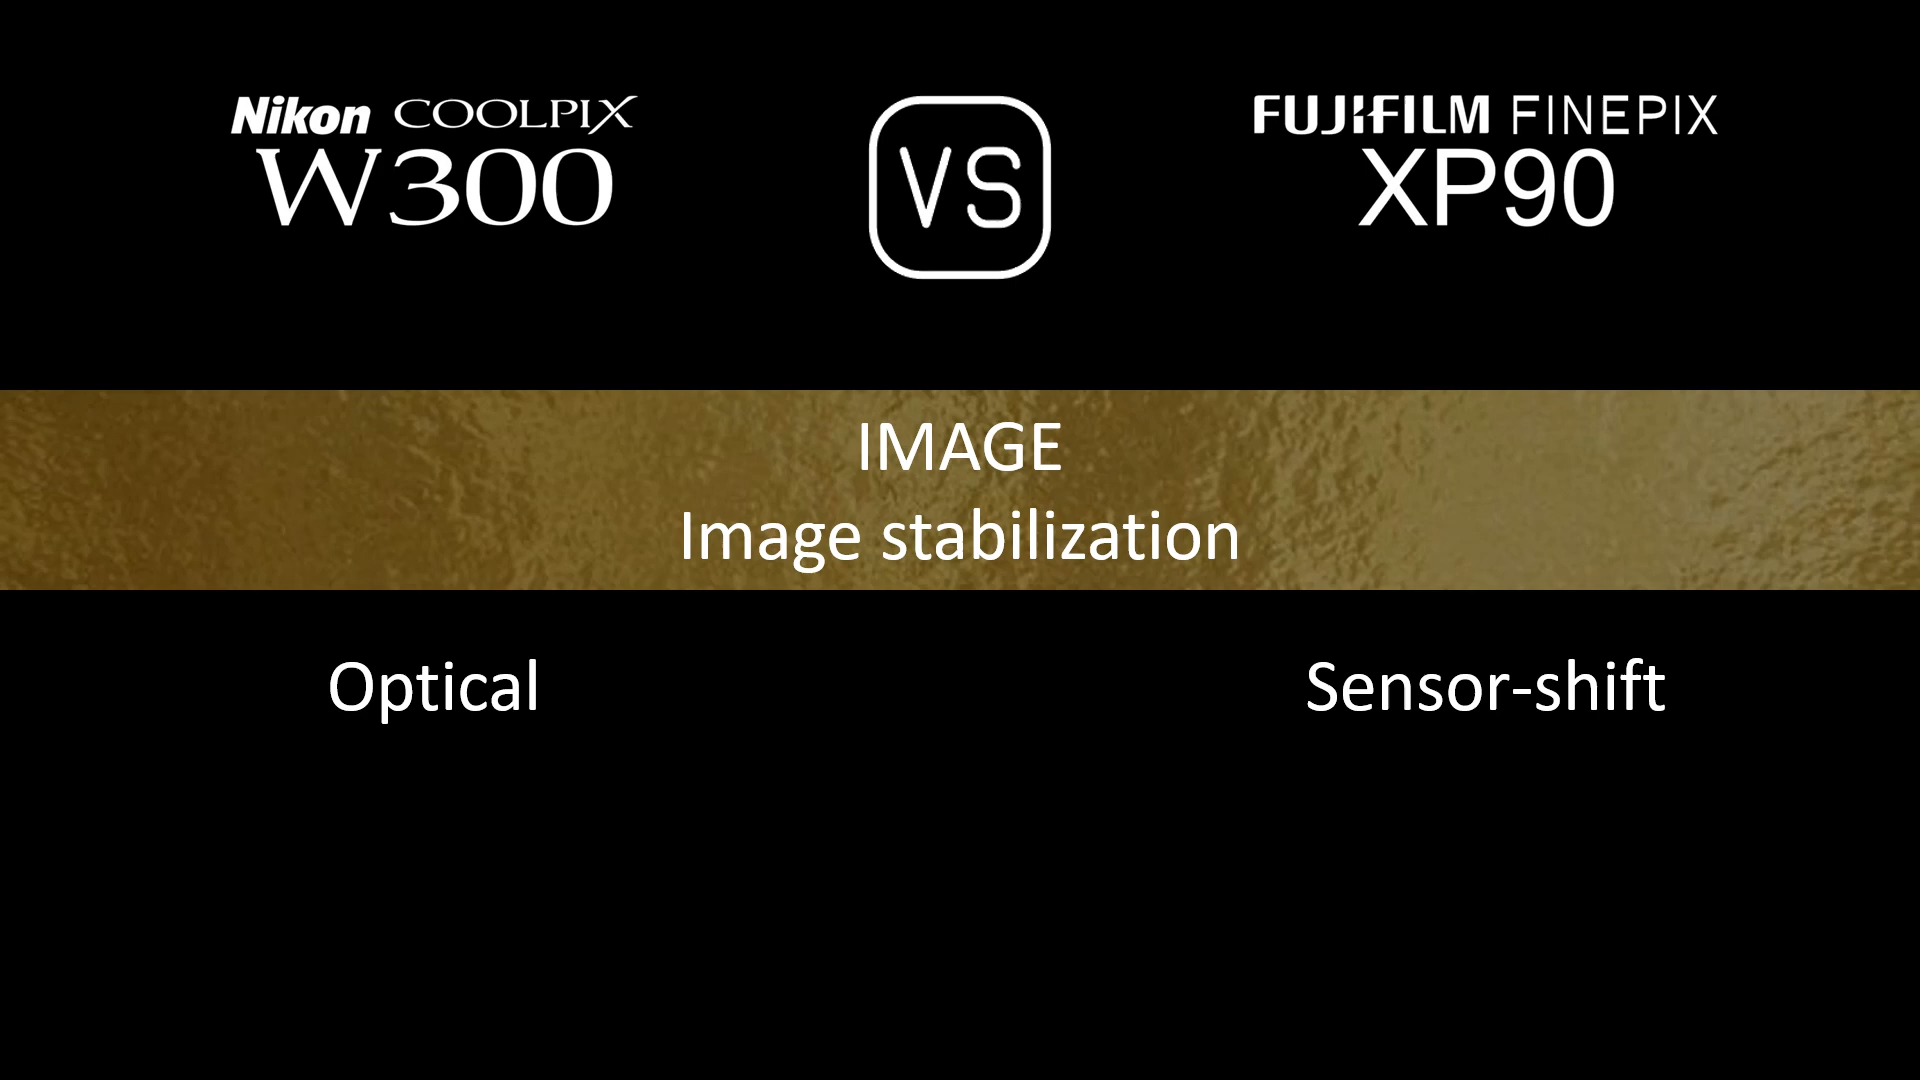 Nikon COOLPIX
W300
VS
FUJIFILM FINEPIX
XP90
IMAGE
Image stabilization
Optical
Sensor-shift